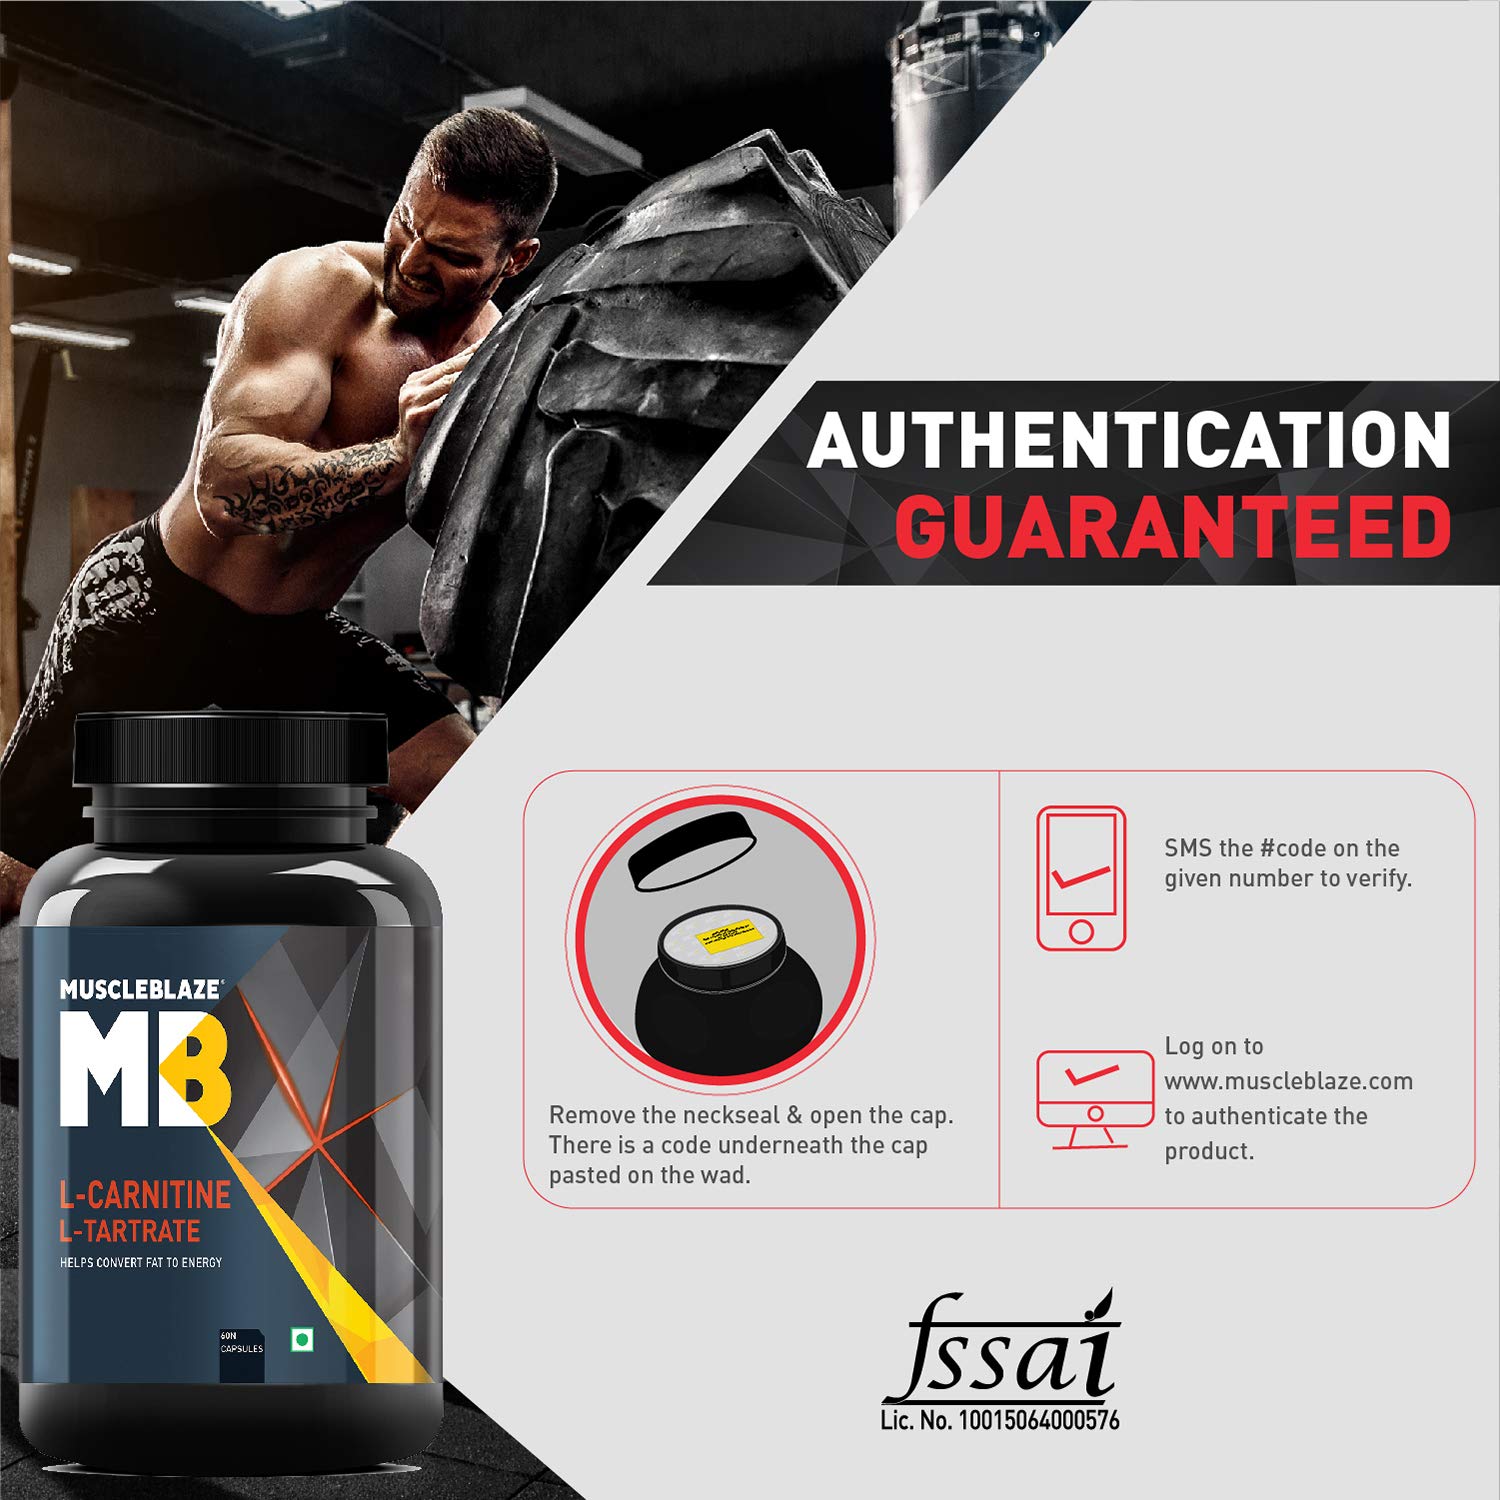 AUTHENTICATION
GUARANTEED
MUSCLEBLAZE
MB
L-CARNITINE
L-TARTRATE
HELPS CONVERT FAT TO ENERGY
60N
CAPSULES
Remove the neckseal & open the cap.
There is a code underneath the cap
pasted on the wad.
SMS the #code on the
given number to verify.
Log on to
www.muscleblaze.com
to authenticate the
product.
fssai
Lic. No. 10015064000576